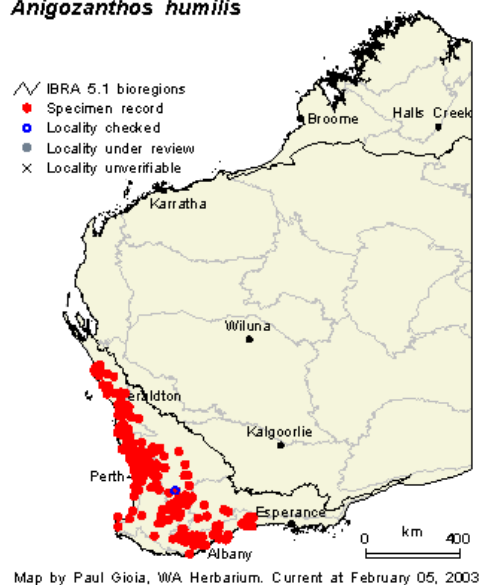 Anigozanthos humilis
IBRA 5.1 bioregions
Specimen record
Locality checked
Locality under review
Locality unverifiable
Broome
Halls Creek
Karratha
Wiluna
eraldton
Kalgoorlie
Perth
Esperance
Albany
km
0 400
Map by Paul Gioia, WA Herbarium. Current at February 05, 2003